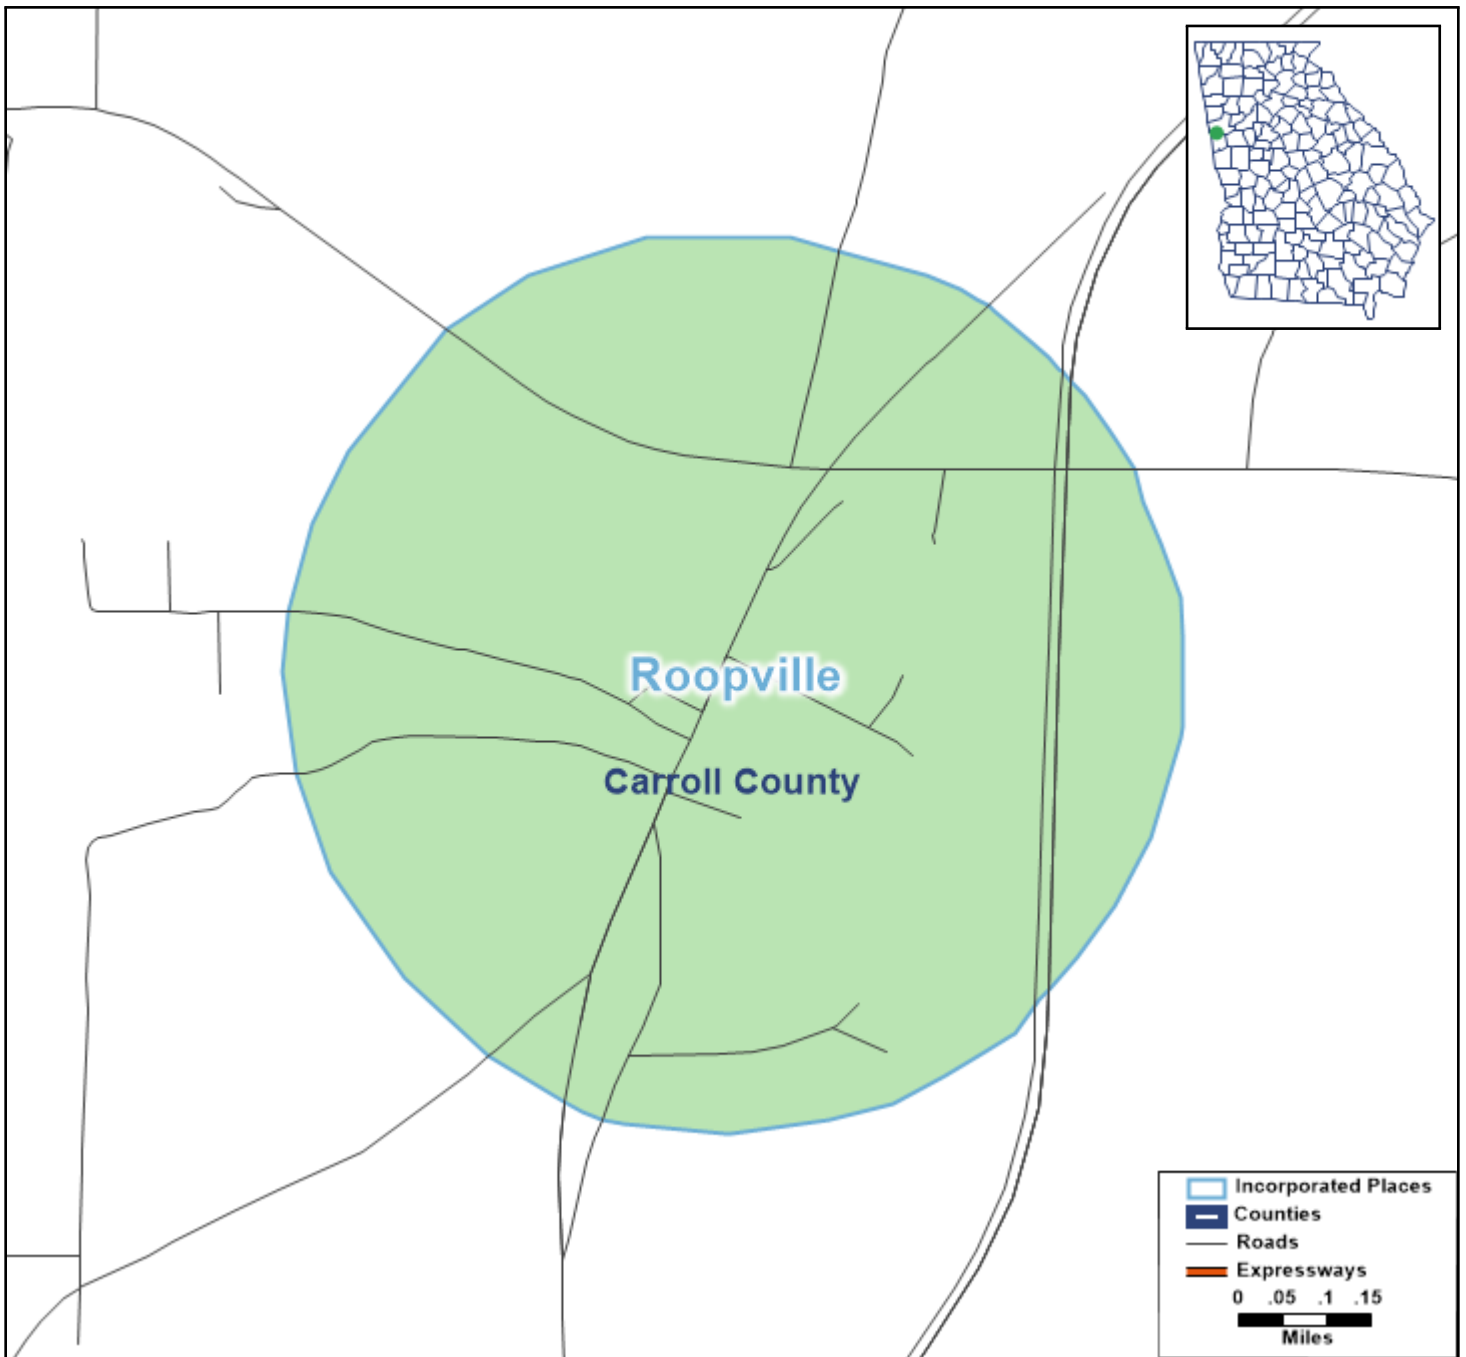 Roopville
Carroll County
Incorporated Places
Counties
Roads
Expressways
0 .05 .1 .15
Miles